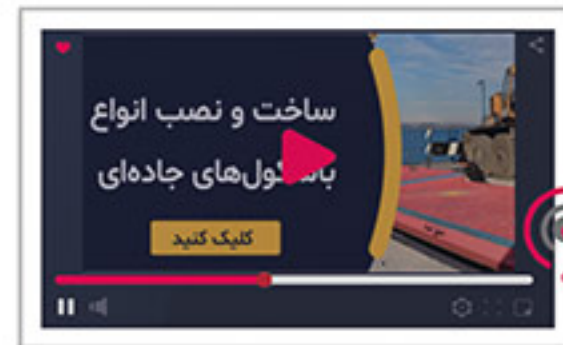 ساخت و نصب انواع
باسکول‌های جاده‌ای
کلیک کنید